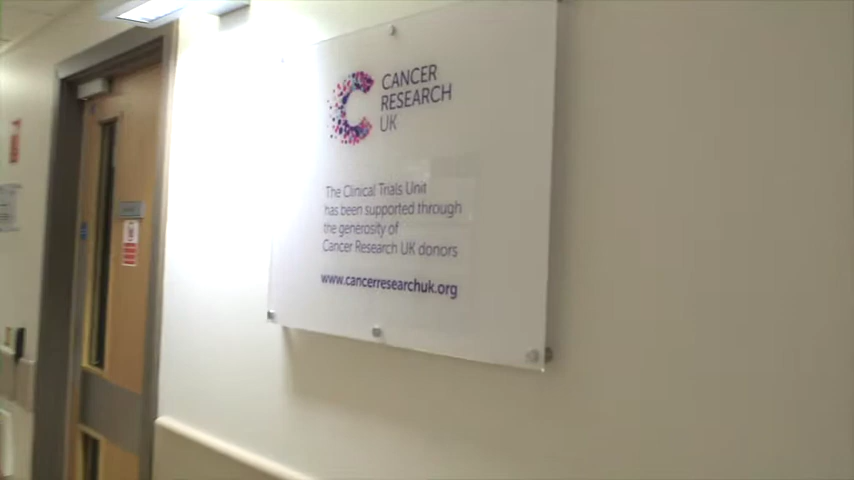 CANCER
RESEARCH
UK
The Clinical Trials Unit
has been supported through
the generosity of
Cancer Research UK donors
www.cancerresearchuk.org